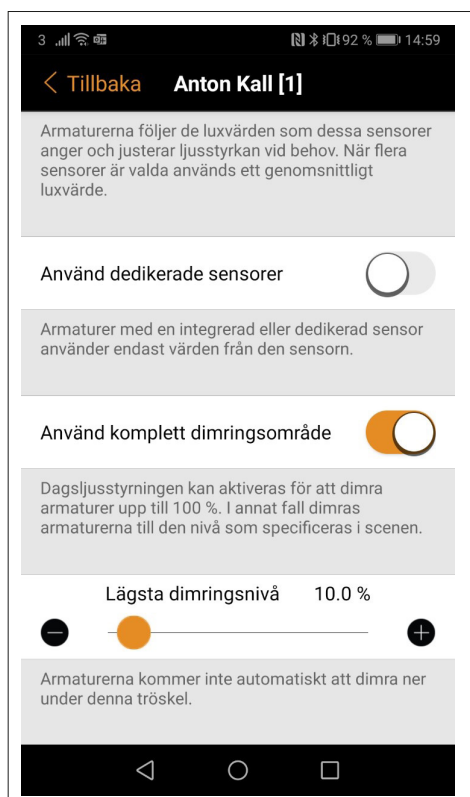 3 92 % 14:59
Tillbaka Anton Kall [1]
Armaturerna följer de luxvärden som dessa sensorer
anger och justerar ljusstyrkan vid behov. När flera
sensorer är valda används ett genomsnittligt
luxvärde.
Använd dedikerade sensorer
Armaturer med en integrerad eller dedikerad sensor
använder endast värden från den sensorn.
Använd komplett dimringsområde
Dagsljusstyrningen kan aktiveras för att dimra
armaturer upp till 100 %. I annat fall dimras
armaturerna till den nivå som specificeras i scenen.
Lägsta dimringsnivå 10.0 %
Armaturerna kommer inte automatiskt att dimra ner
under denna tröskel.